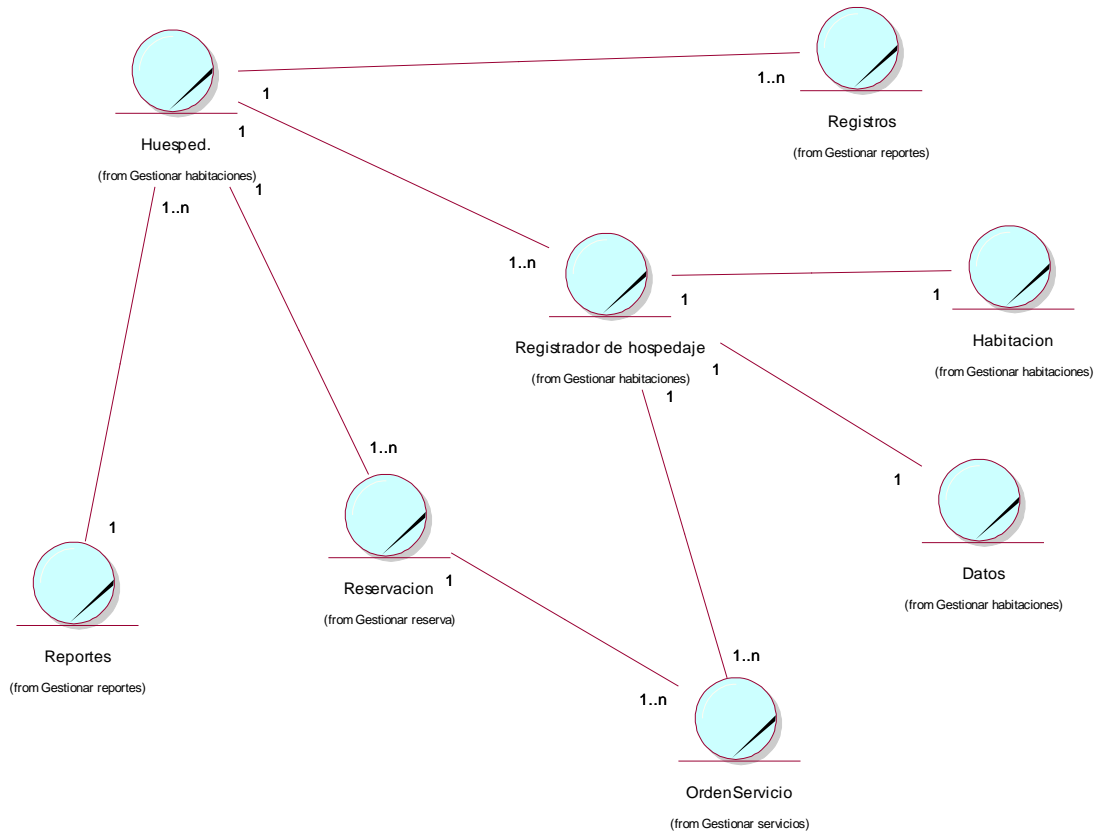 1
1..n
Registros
(from Gestionar reportes)
1
Huesped.
(from Gestionar habitaciones)
1
1..n
1..n
1
1
Habitacion
(from Gestionar habitaciones)
Registrador de hospedaje
(from Gestionar habitaciones)
1
1
1..n
1
1
Reportes
(from Gestionar reportes)
Reservacion
(from Gestionar reserva)
1
Datos
(from Gestionar habitaciones)
1..n
1..n
OrdenServicio
(from Gestionar servicios)